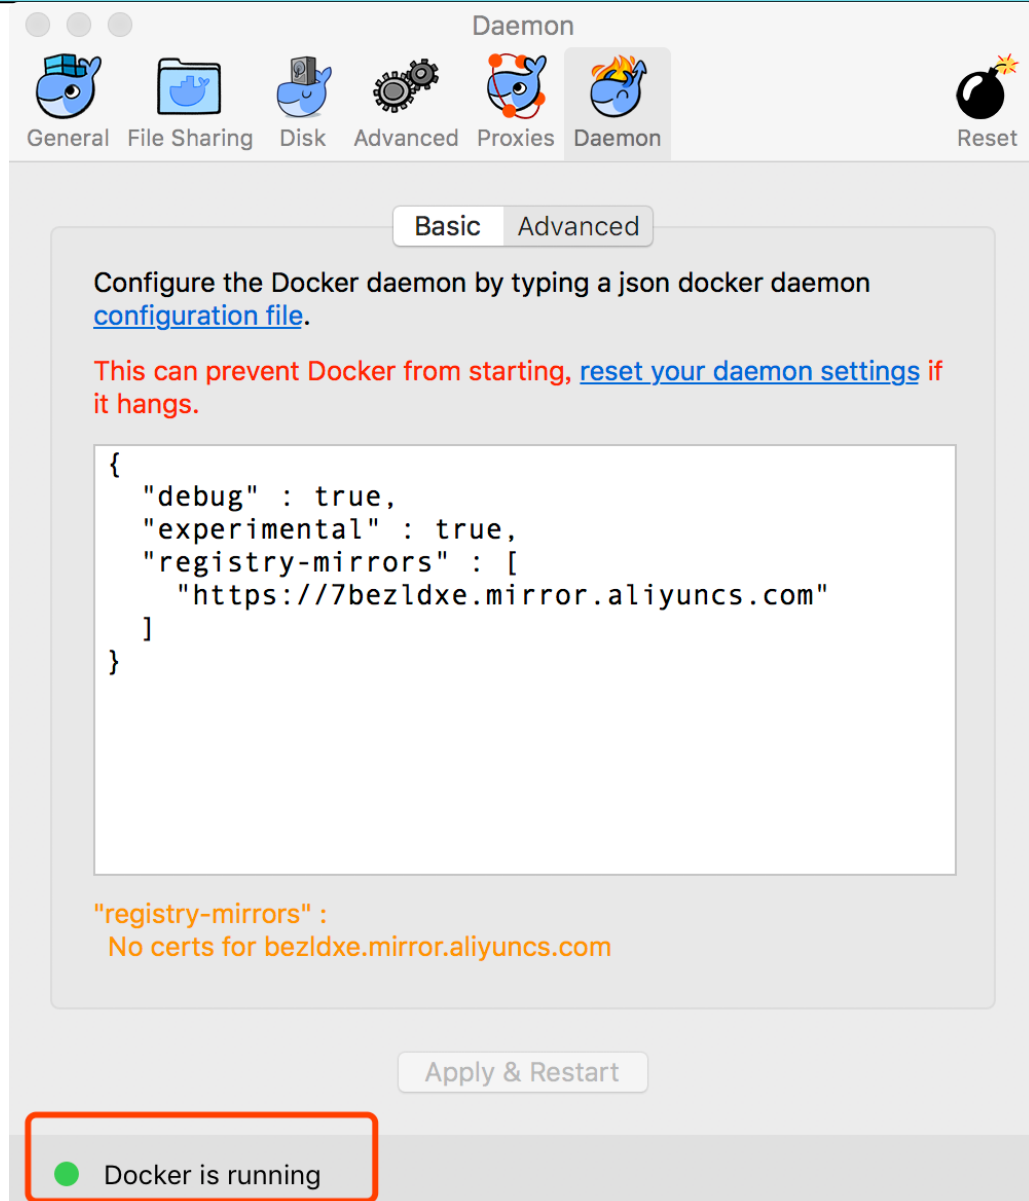 Daemon
General File Sharing Disk Advanced Proxies Daemon Reset
Basic Advanced
Configure the Docker daemon by typing a json docker daemon
configuration file.
This can prevent Docker from starting, reset your daemon settings if
it hangs.
{
  "debug" : true,
  "experimental" : true,
  "registry-mirrors" : [
    "https://7bezldxe.mirror.aliyuncs.com"
  ]
}
"registry-mirrors" :
  No certs for bezldxe.mirror.aliyuncs.com
Apply & Restart
Docker is running